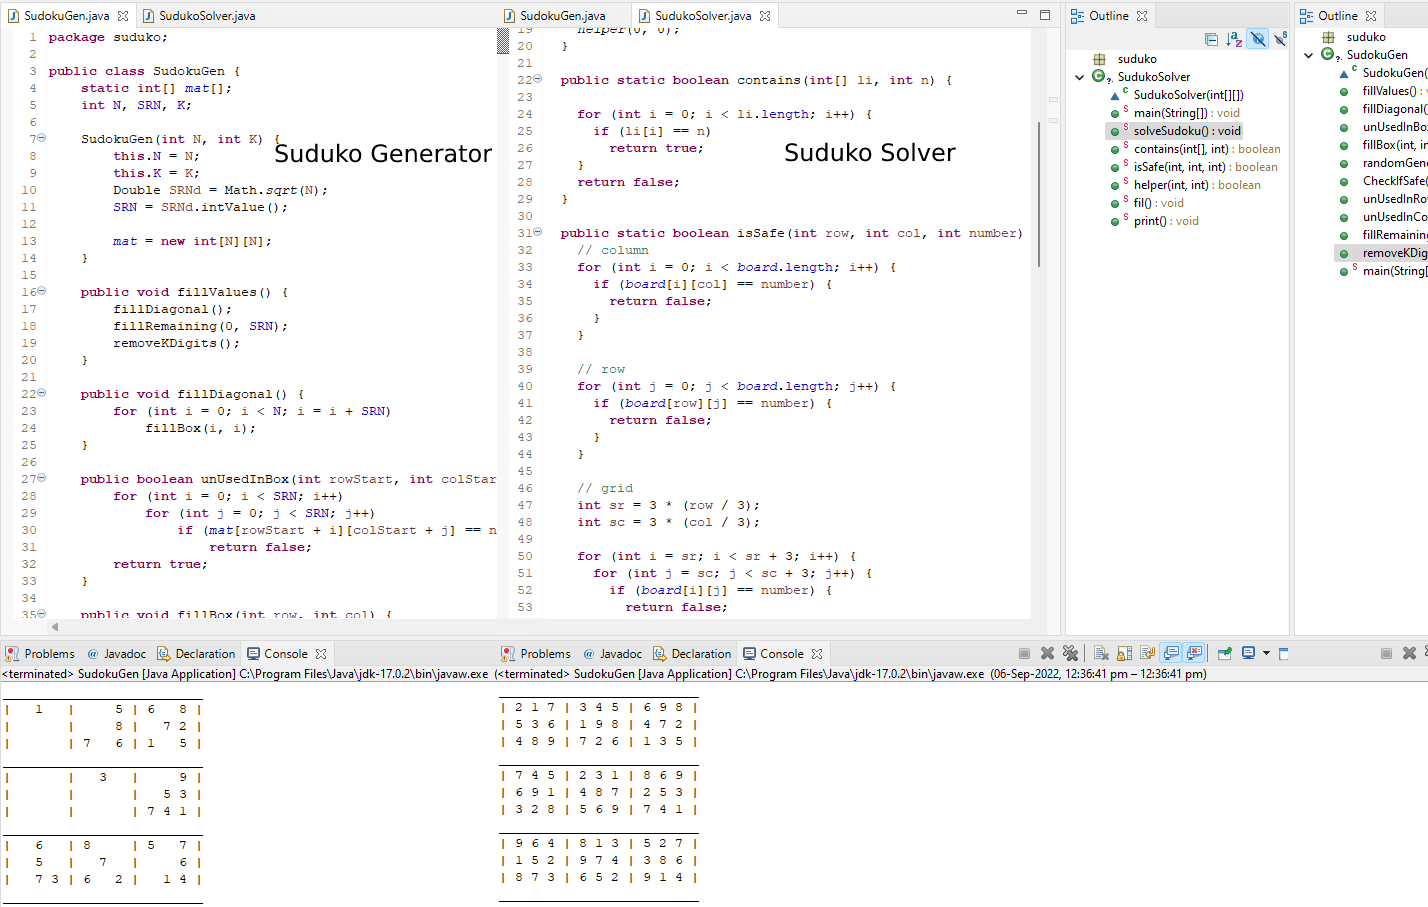 SudokuGen.java
SudukoSolver.java
1 package suduko;
2
3 public class SudokuGen {
4 static int[] mat[];
5 int N, SRN, K;
6
7 SudokuGen(int N, int K) {
8 this.N = N;
9 this.K = K;
10 Double SRNd = Math.sqrt(N);
11 SRN = SRNd.intValue();
12
13 mat = new int[N][N];
14 }
15
16 public void fillValues() {
17 fillDiagonal();
18 fillRemaining(0, SRN);
19 removeKDigits();
20 }
21
22 public void fillDiagonal() {
23 for (int i = 0; i < N; i = i + SRN)
24 fillBox(i, i);
25 }
26
27 public boolean unUsedInBox(int rowStart, int colStar
28 for (int i = 0; i < SRN; i++)
29 for (int j = 0; j < SRN; j++)
30 if (mat[rowStart + i][colStart + j] == n
31 return false;
32 return true;
33 }
34
35 public void fillBox(int row, int col) {
Suduko Generator
SudokuGen.java
SudukoSolver.java
19 helper(0, 0);
20 }
21
22 public static boolean contains(int[] li, int n) {
23
24 for (int i = 0; i < li.length; i++) {
25 if (li[i] == n)
26 return true;
27 }
28 return false;
29 }
30
31 public static boolean isSafe(int row, int col, int number)
32 // column
33 for (int i = 0; i < board.length; i++) {
34 if (board[i][col] == number) {
35 return false;
36 }
37 }
38
39 // row
40 for (int j = 0; j < board.length; j++) {
41 if (board[row][j] == number) {
42 return false;
43 }
44 }
45
46 // grid
47 int sr = 3 * (row / 3);
48 int sc = 3 * (col / 3);
49
50 for (int i = sr; i < sr + 3; i++) {
51 for (int j = sc; j < sc + 3; j++) {
52 if (board[i][j] == number) {
53 return false;
Suduko Solver
Outline
suduko
SudokoSolver
SudokoSolver(int[][])
main(String[]) : void
solveSudoku() : void
contains(int[], int) : boolean
isSafe(int, int, int) : boolean
helper(int, int) : boolean
fil() : void
print() : void
Outline
suduko
SudokuGen
SudokuGen(
fillValues() :
fillDiagonal(
unUsedInBo
fillBox(int, in
randomGene
CheckIfSafe(
unUsedInRo
unUsedInCo
fillRemaining
removeKDig
main(String[
Problems @ Javadoc Declaration Console
<terminated> SudokuGen [Java Application] C:\Program Files\Java\jdk-17.0.2\bin\javaw.exe (
| 1 | 5 | 6 8 |
| | 8 | 7 2 |
| | 7 6 | 1 5 |
| | 3 | 9 |
| | | 5 3 |
| | | 7 4 1 |
| 6 | 8 | 5 7 |
| 5 | 7 | 6 |
| 7 3 | 6 2 | 1 4 |
Problems @ Javadoc Declaration Console
<terminated> SudokuGen [Java Application] C:\Program Files\Java\jdk-17.0.2\bin\javaw.exe (06-Sep-2022, 12:36:41 pm – 12:36:41 pm)
| 2 1 7 | 3 4 5 | 6 9 8 |
| 5 3 6 | 1 9 8 | 4 7 2 |
| 4 8 9 | 7 2 6 | 1 3 5 |
| 7 4 5 | 2 3 1 | 8 6 9 |
| 6 9 1 | 4 8 7 | 2 5 3 |
| 3 2 8 | 5 6 9 | 7 4 1 |
| 9 6 4 | 8 1 3 | 5 2 7 |
| 1 5 2 | 9 7 4 | 3 8 6 |
| 8 7 3 | 6 5 2 | 9 1 4 |